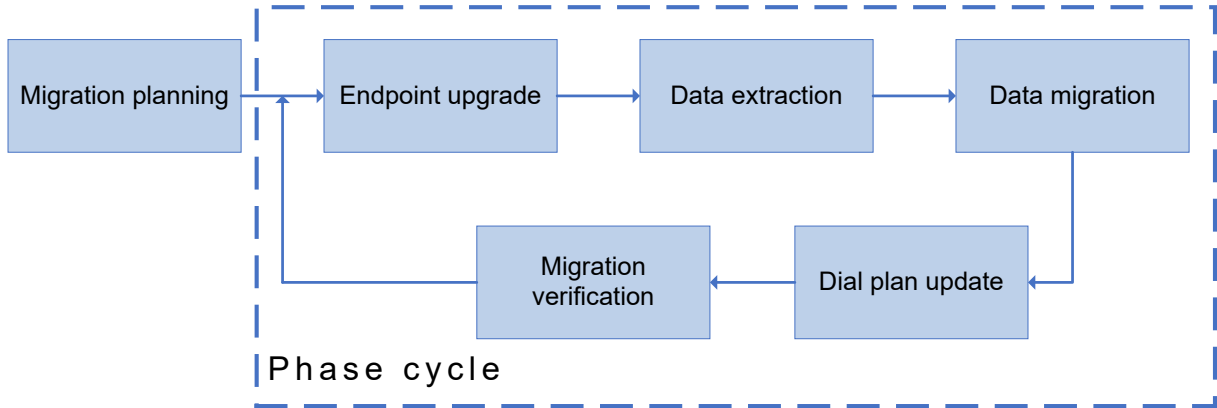 Migration planning
Endpoint upgrade
Data extraction
Data migration
Migration
verification
Dial plan update
Phase cycle